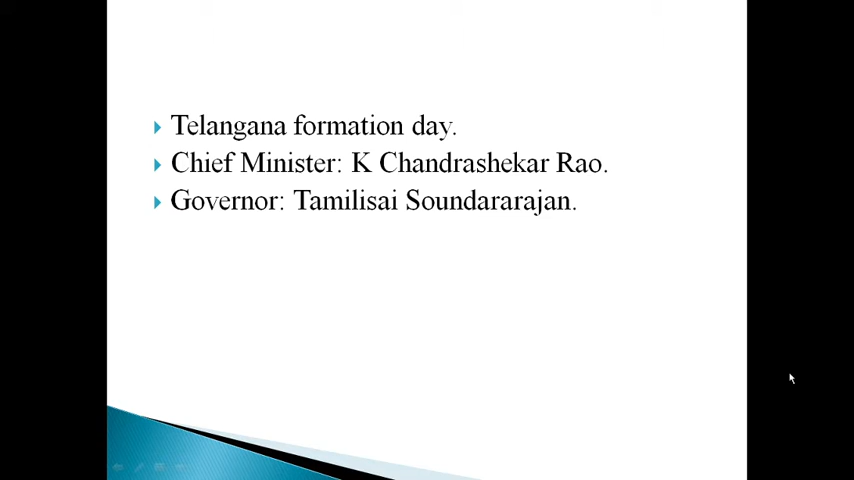 Telangana formation day.
Chief Minister: K Chandrashekar Rao.
Governor: Tamilisai Soundararajan.